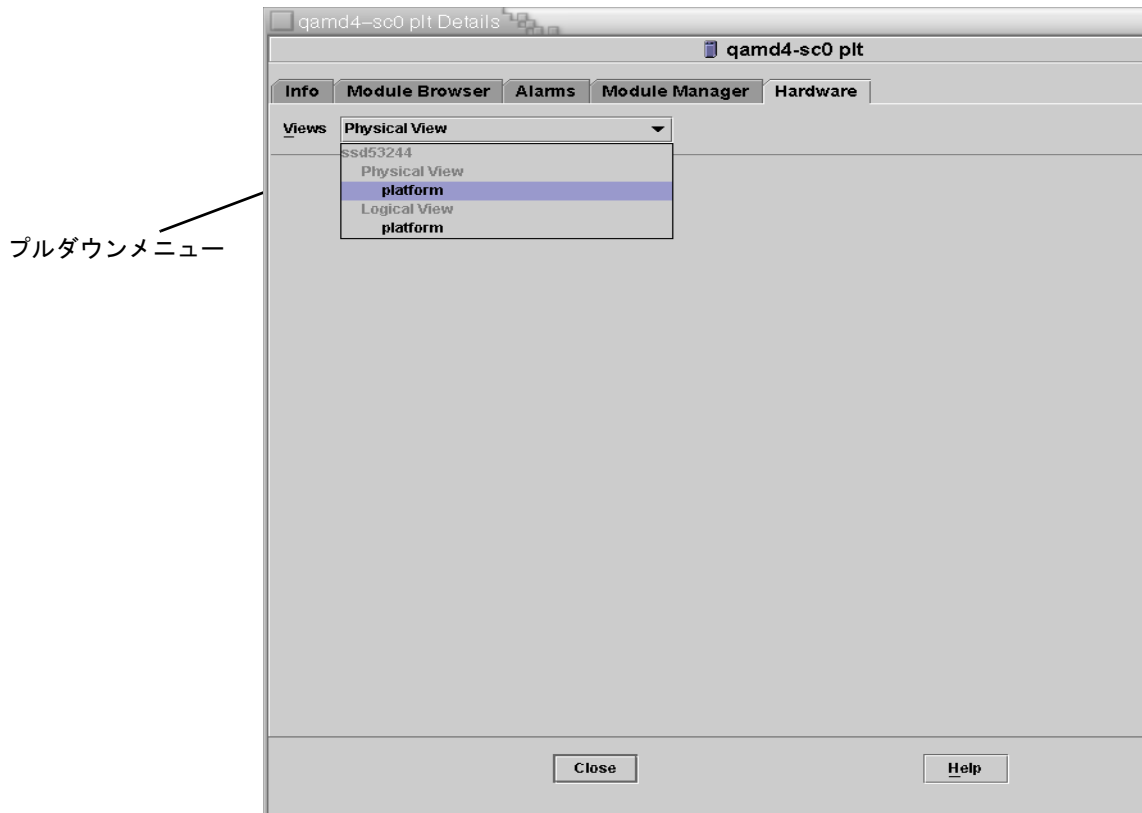 qamd4–sc0 plt Details
qamd4-sc0 plt
Info Module Browser Alarms Module Manager Hardware
Views Physical View
ssd53244
Physical View
platform
Logical View
platform
プルダウンメニュー
Close Help